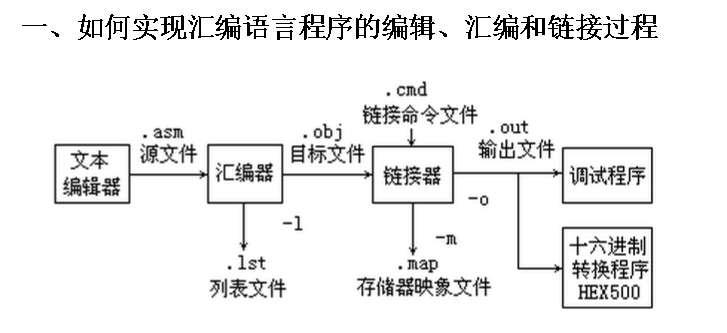 一、如何实现汇编语言程序的编辑、汇编和链接过程
.cmd
链接命令文件
.asm
源文件
.obj
目标文件
.out
输出文件
文本
编辑器
汇编器
链接器
调试程序
-l
-o
-m
.lst
列表文件
.map
存储器映象文件
十六进制
转换程序
HEX500